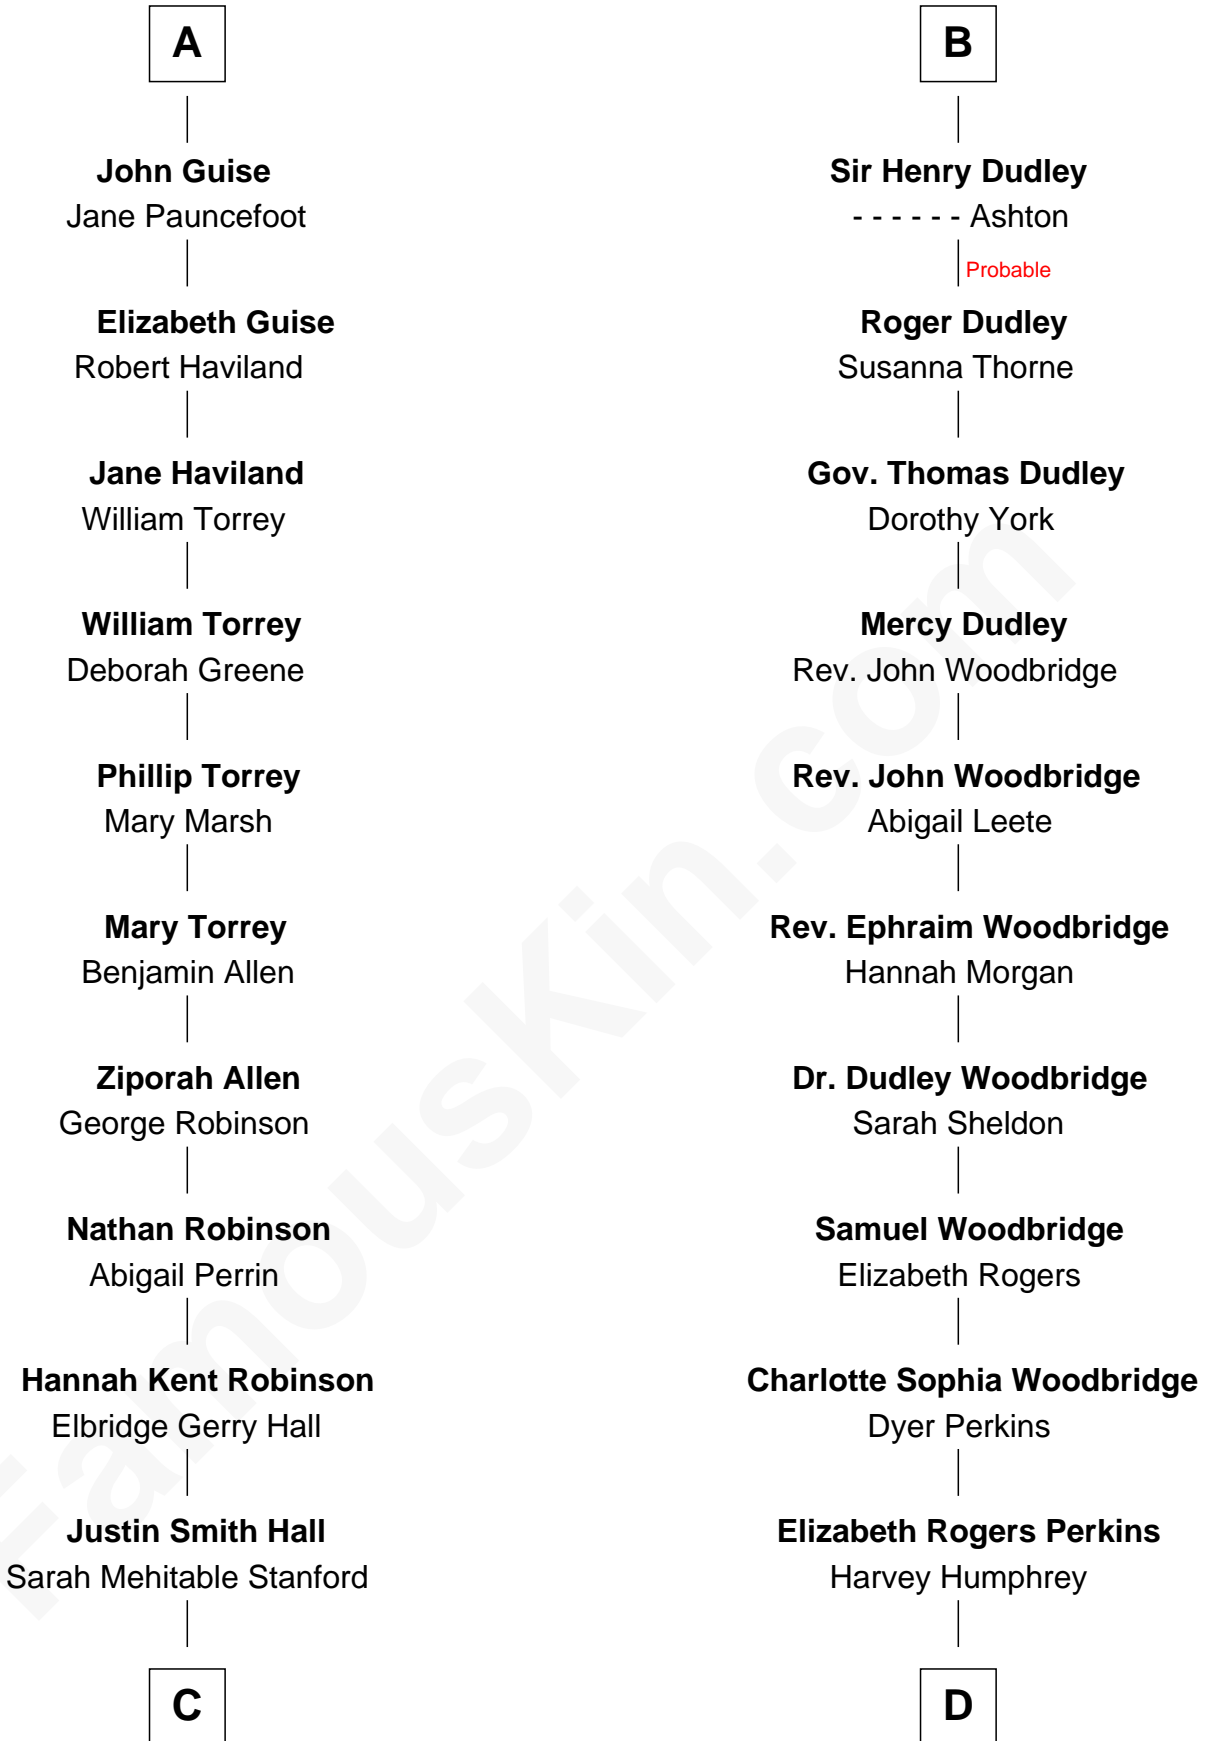 A
John Guise
Jane Pauncefoot
Elizabeth Guise
Robert Haviland
Jane Haviland
William Torrey
William Torrey
Deborah Greene
Phillip Torrey
Mary Marsh
Mary Torrey
Benjamin Allen
Ziporah Allen
George Robinson
Nathan Robinson
Abigail Perrin
Hannah Kent Robinson
Elbridge Gerry Hall
Justin Smith Hall
Sarah Mehitable Stanford
C
B
Sir Henry Dudley
- - - - - - Ashton
Probable
Roger Dudley
Susanna Thorne
Gov. Thomas Dudley
Dorothy York
Mercy Dudley
Rev. John Woodbridge
Rev. John Woodbridge
Abigail Leete
Rev. Ephraim Woodbridge
Hannah Morgan
Dr. Dudley Woodbridge
Sarah Sheldon
Samuel Woodbridge
Elizabeth Rogers
Charlotte Sophia Woodbridge
Dyer Perkins
Elizabeth Rogers Perkins
Harvey Humphrey
D
FamousKin.com